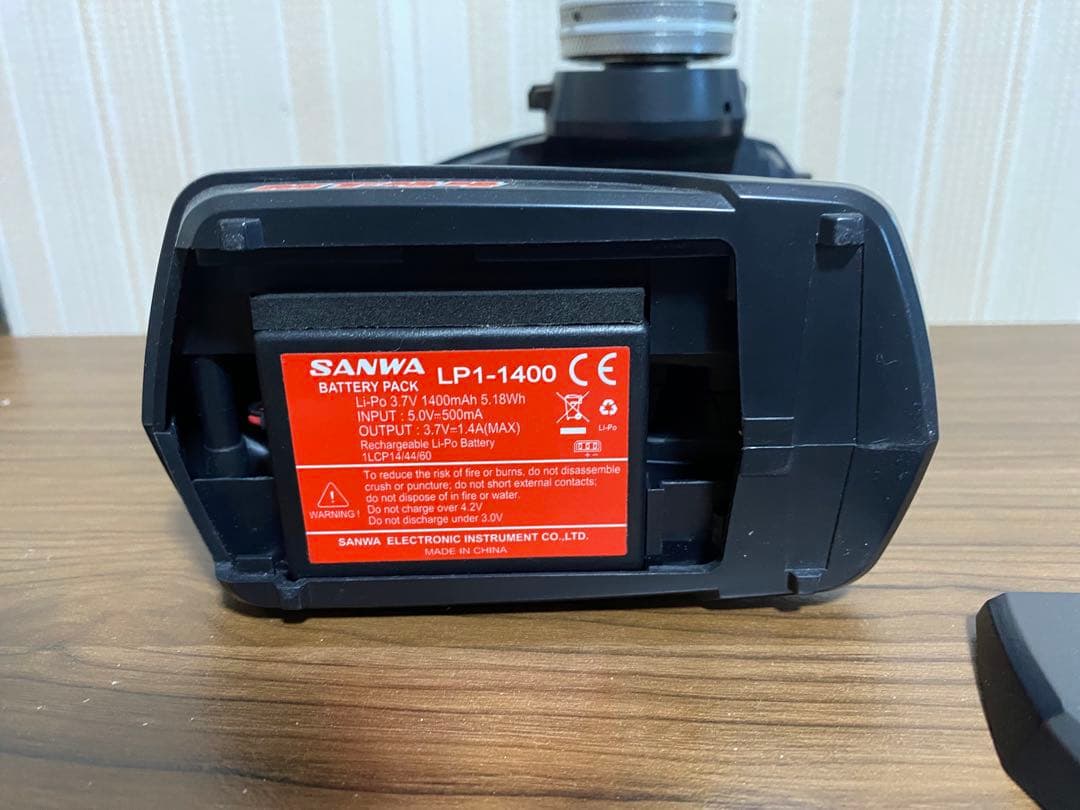 SANWA
BATTERY PACK LP1-1400 CE
Li-Po 3.7V 1400mAh 5.18Wh
INPUT : 5.0V=500mA
OUTPUT : 3.7V=1.4A(MAX)
Rechargeable Li-Po Battery
1LCP14/44/60
Li-Po
+ -
To reduce the risk of fire or burns, do not disassemble
crush or puncture; do not short external contacts;
do not dispose of in fire or water.
Do not charge over 4.2V
Do not discharge under 3.0V
WARNING !
SANWA ELECTRONIC INSTRUMENT CO.,LTD.
MADE IN CHINA